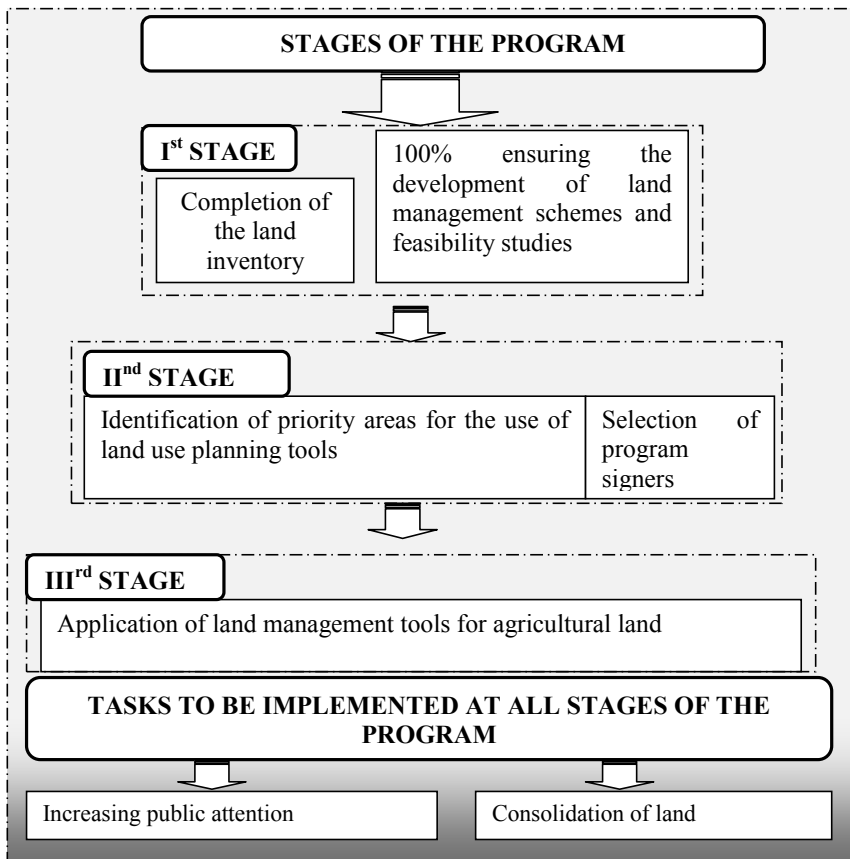 STAGES OF THE PROGRAM
Ist STAGE
Completion of
the land
inventory
100% ensuring the
development of land
management schemes and
feasibility studies
IInd STAGE
Identification of priority areas for the use of
land use planning tools
Selection of
program
signers
IIIrd STAGE
Application of land management tools for agricultural land
TASKS TO BE IMPLEMENTED AT ALL STAGES OF THE
PROGRAM
Increasing public attention
Consolidation of land